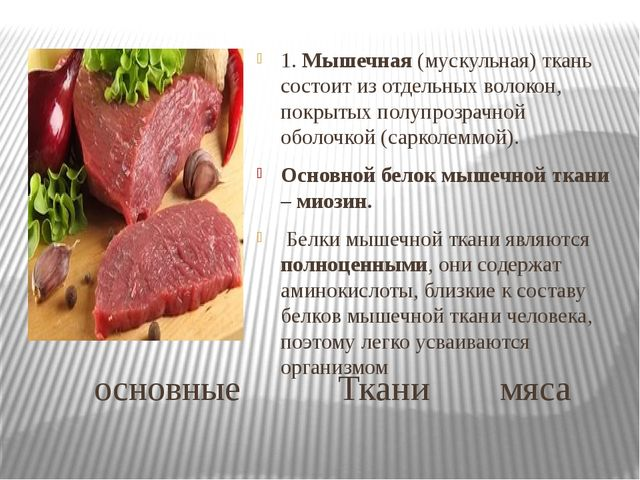 1. Мышечная (мускульная) ткань
состоит из отдельных волокон,
покрытых полупрозрачной
оболочкой (сарколеммой).
Основной белок мышечной ткани
– миозин.
Белки мышечной ткани являются
полноценными, они содержат
аминокислоты, близкие к составу
белков мышечной ткани человека,
поэтому легко усваиваются
организмом
основные Ткани мяса